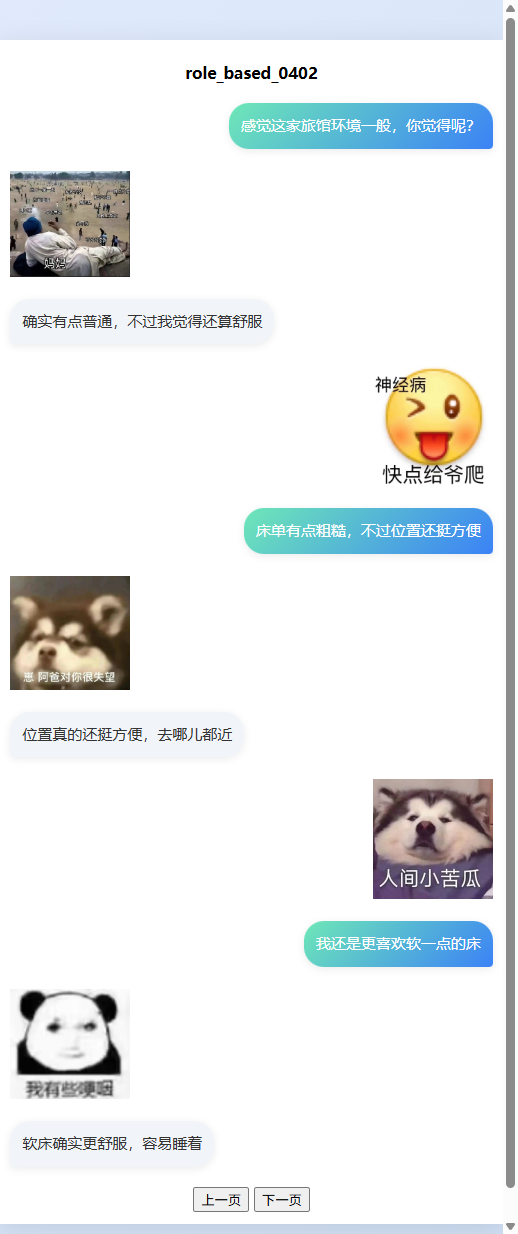 role_based_0402
感觉这家旅馆环境一般，你觉得呢？
妈妈
确实有点普通，不过我觉得还算舒服
神经病
快点给爷爬
床单有点粗糙，不过位置还挺方便
崽 阿爸对你很失望
位置真的还挺方便，去哪儿都近
人间小苦瓜
我还是更喜欢软一点的床
我有些哽咽
软床确实更舒服，容易睡着
上一页 下一页